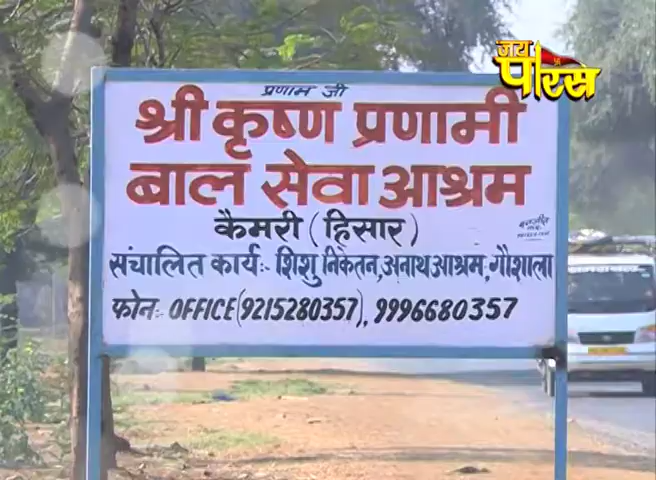 जय
पारस
प्रणाम जी
श्री कृष्ण प्रणामी
बाल सेवा आश्रम
कैमरी (हिसार)
संचालित कार्य:- शिशु निकेतन, अनाथ आश्रम, गौशाला
फोन:- OFFICE (9215280357), 9996680357